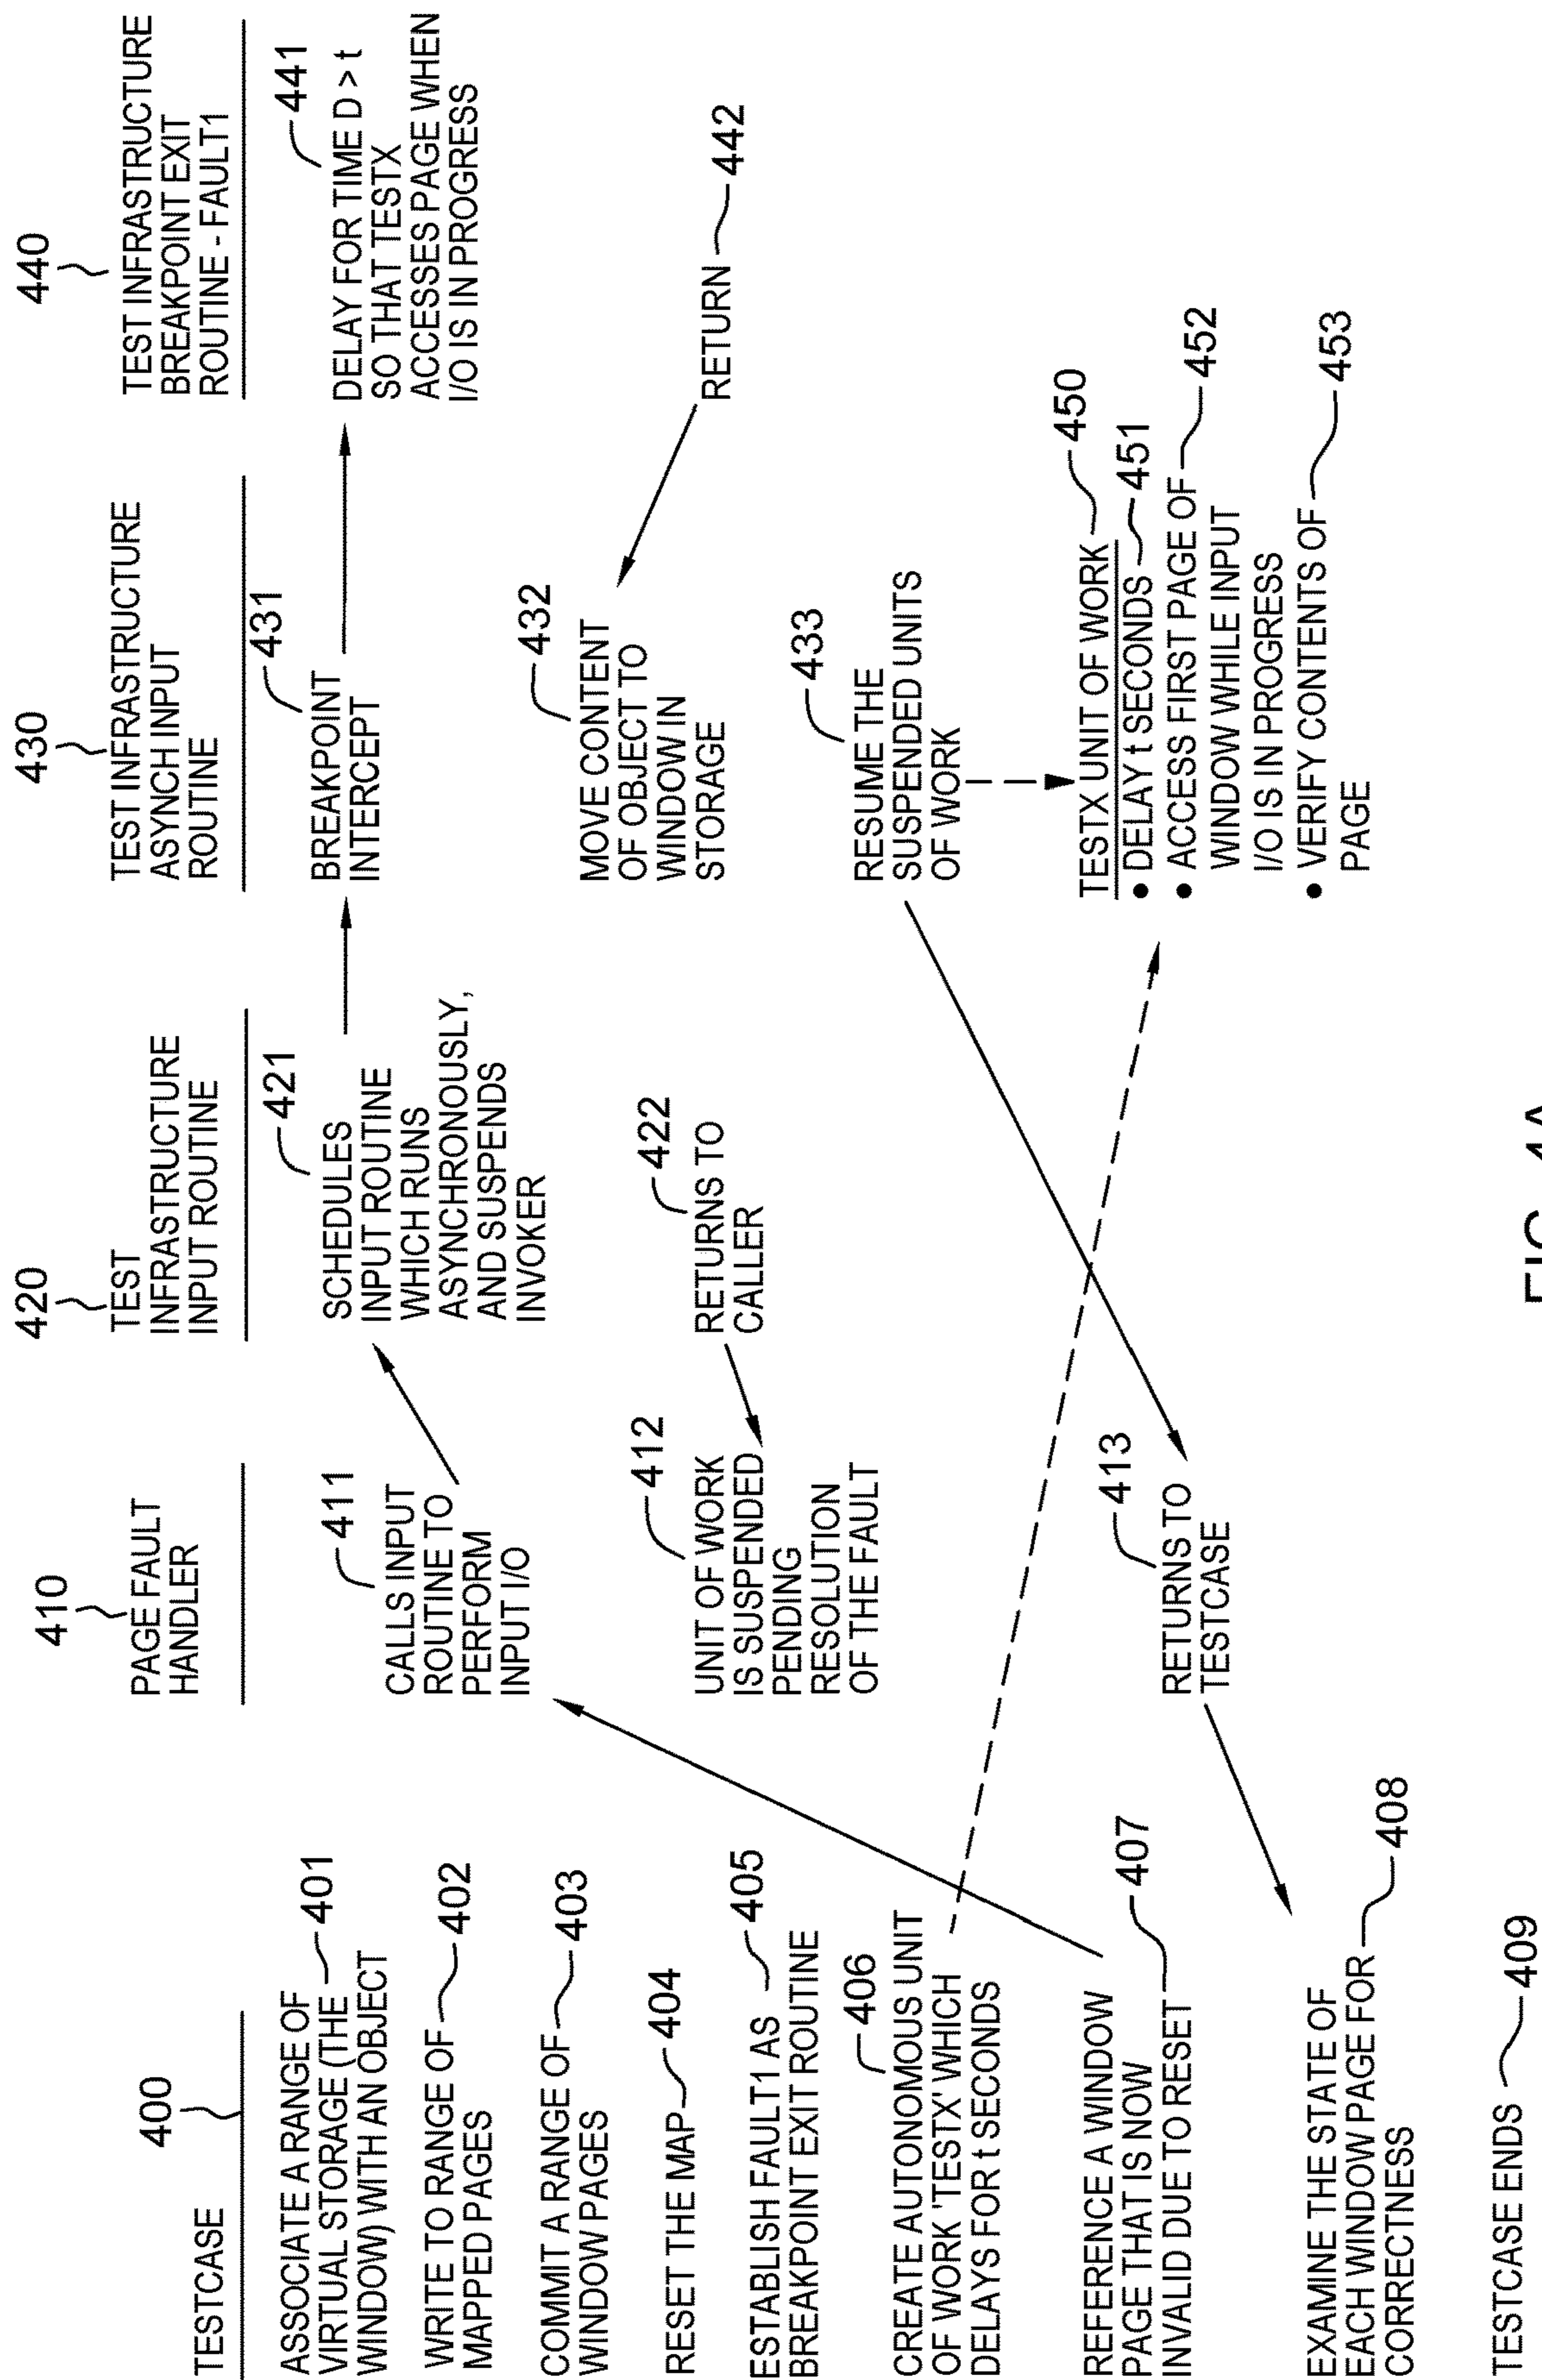 400
TESTCASE
ASSOCIATE A RANGE OF
VIRTUAL STORAGE (THE 401
WINDOW) WITH AN OBJECT
WRITE TO RANGE OF 402
MAPPED PAGES
COMMIT A RANGE OF 403
WINDOW PAGES
RESET THE MAP 404
ESTABLISH FAULT1 AS 405
BREAKPOINT EXIT ROUTINE
406
CREATE AUTONOMOUS UNIT
OF WORK 'TESTX' WHICH
DELAYS FOR t SECONDS
REFERENCE A WINDOW
PAGE THAT IS NOW
INVALID DUE TO RESET 407
EXAMINE THE STATE OF
EACH WINDOW PAGE FOR 408
CORRECTNESS
TESTCASE ENDS 409
410
PAGE FAULT
HANDLER
411
CALLS INPUT
ROUTINE TO
PERFORM
INPUT I/O
412
UNIT OF WORK
IS SUSPENDED
PENDING
RESOLUTION
OF THE FAULT
413
RETURNS TO
TESTCASE
420
TEST
INFRASTRUCTURE
INPUT ROUTINE
421
SCHEDULES
INPUT ROUTINE
WHICH RUNS
ASYNCHRONOUSLY,
AND SUSPENDS
INVOKER
422
RETURNS TO
CALLER
430
TEST INFRASTRUCTURE
ASYNCH INPUT
ROUTINE
431
BREAKPOINT
INTERCEPT
432
MOVE CONTENT
OF OBJECT TO
WINDOW IN
STORAGE
433
RESUME THE
SUSPENDED UNITS
OF WORK
TESTX UNIT OF WORK 450
• DELAY t SECONDS 451
• ACCESS FIRST PAGE OF 452
WINDOW WHILE INPUT
I/O IS IN PROGRESS
• VERIFY CONTENTS OF 453
PAGE
440
TEST INFRASTRUCTURE
BREAKPOINT EXIT
ROUTINE - FAULT1
441
DELAY FOR TIME D > t
SO THAT TESTX
ACCESSES PAGE WHEN
I/O IS IN PROGRESS
RETURN 442
FIG. 4A